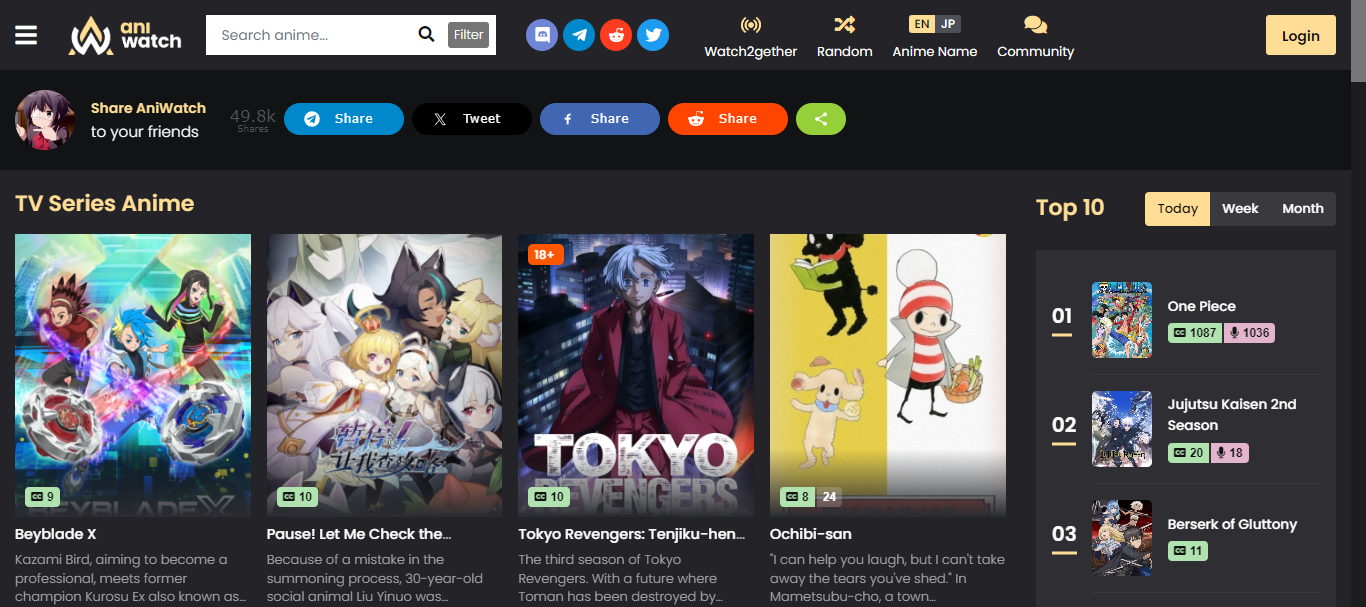 ani
watch
Search anime...
Filter
Watch2gether
Random
EN JP
Anime Name
Community
Login
Share AniWatch
to your friends
49.8k
Shares
Share
Tweet
Share
Share
TV Series Anime
Top 10
Today
Week
Month
18+
TOKYO
REVENGERS
BEYBLADE X
CC 9
CC 10
CC 10
CC 8 24
Beyblade X
Kazami Bird, aiming to become a
professional, meets former
champion Kurosu Ex also known as...
Pause! Let Me Check the...
Because of a mistake in the
summoning process, 30-year-old
social animal Liu Yinuo was...
Tokyo Revengers: Tenjiku-hen...
The third season of Tokyo
Revengers. With a future where
Toman has been destroyed by...
Ochibi-san
"I can help you laugh, but I can't take
away the tears you've shed." In
Mametsubu-cho, a town...
01
One Piece
CC 1087 1036
02
Jujutsu Kaisen 2nd
Season
CC 20 18
03
Berserk of Gluttony
CC 11